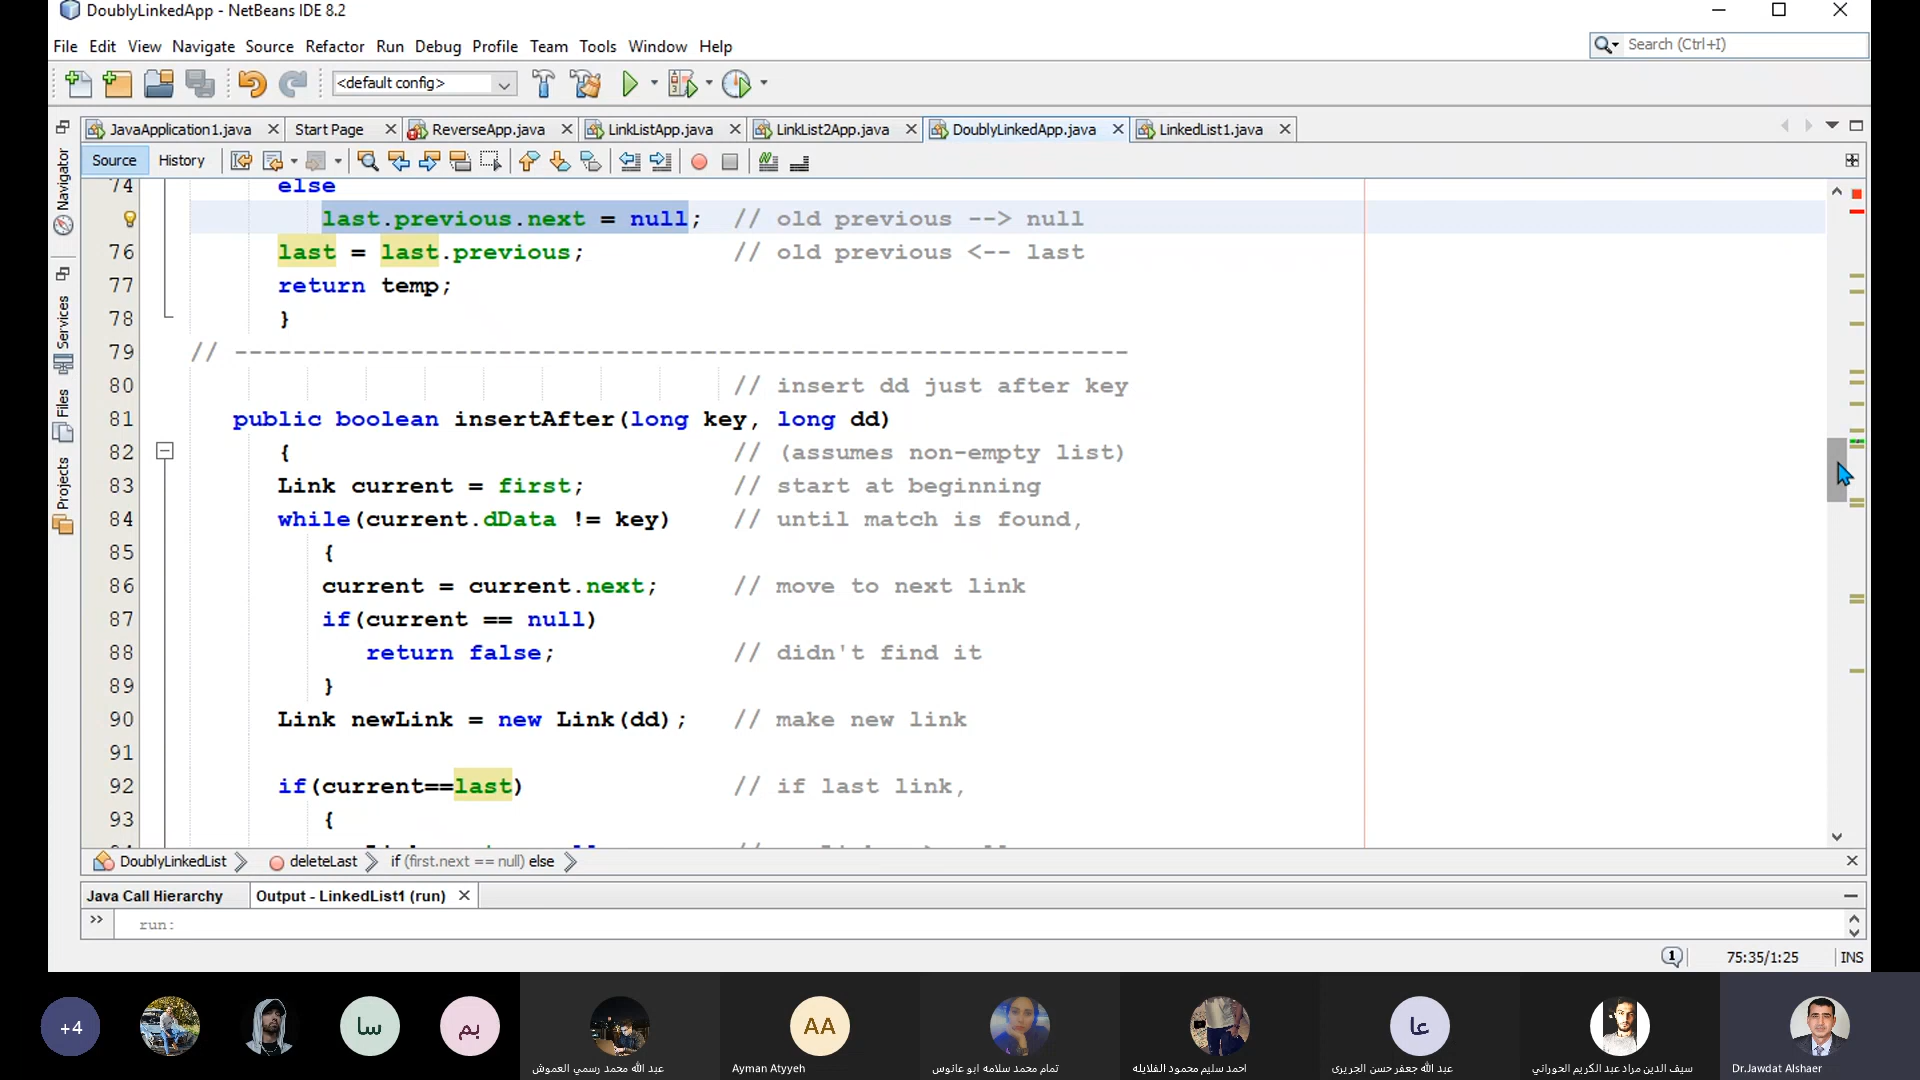 DoublyLinkedApp - NetBeans IDE 8.2
File Edit View Navigate Source Refactor Run Debug Profile Team Tools Window Help
Search (Ctrl+I)
<default config>
JavaApplication1.java
Start Page
ReverseApp.java
LinkListApp.java
LinkList2App.java
DoublyLinkedApp.java
LinkedList1.java
Source History
Navigator
Services
Files
Projects
74 else
last.previous.next = null; // old previous --> null
76 last = last.previous; // old previous <-- last
77 return temp;
78 }
79 // -------------------------------------------------------------
80 // insert dd just after key
81 public boolean insertAfter(long key, long dd)
82 { // (assumes non-empty list)
83 Link current = first; // start at beginning
84 while(current.dData != key) // until match is found,
85 {
86 current = current.next; // move to next link
87 if(current == null)
88 return false; // didn't find it
89 }
90 Link newLink = new Link(dd); // make new link
91
92 if(current==last) // if last link,
93 {
DoublyLinkedList deleteLast if (first.next == null) else
Java Call Hierarchy
Output - LinkedList1 (run)
run:
1
75:35/1:25
INS
+4
سا
بم
AA
عا
عبد الله محمد رسمي العموش
Ayman Atyyeh
تمام محمد سلامه ابو عانوس
احمد سليم محمود الفلايله
عبد الله جعفر حسن الجريري
سيف الدين مراد عبد الكريم الحوراني
Dr.Jawdat Alshaer